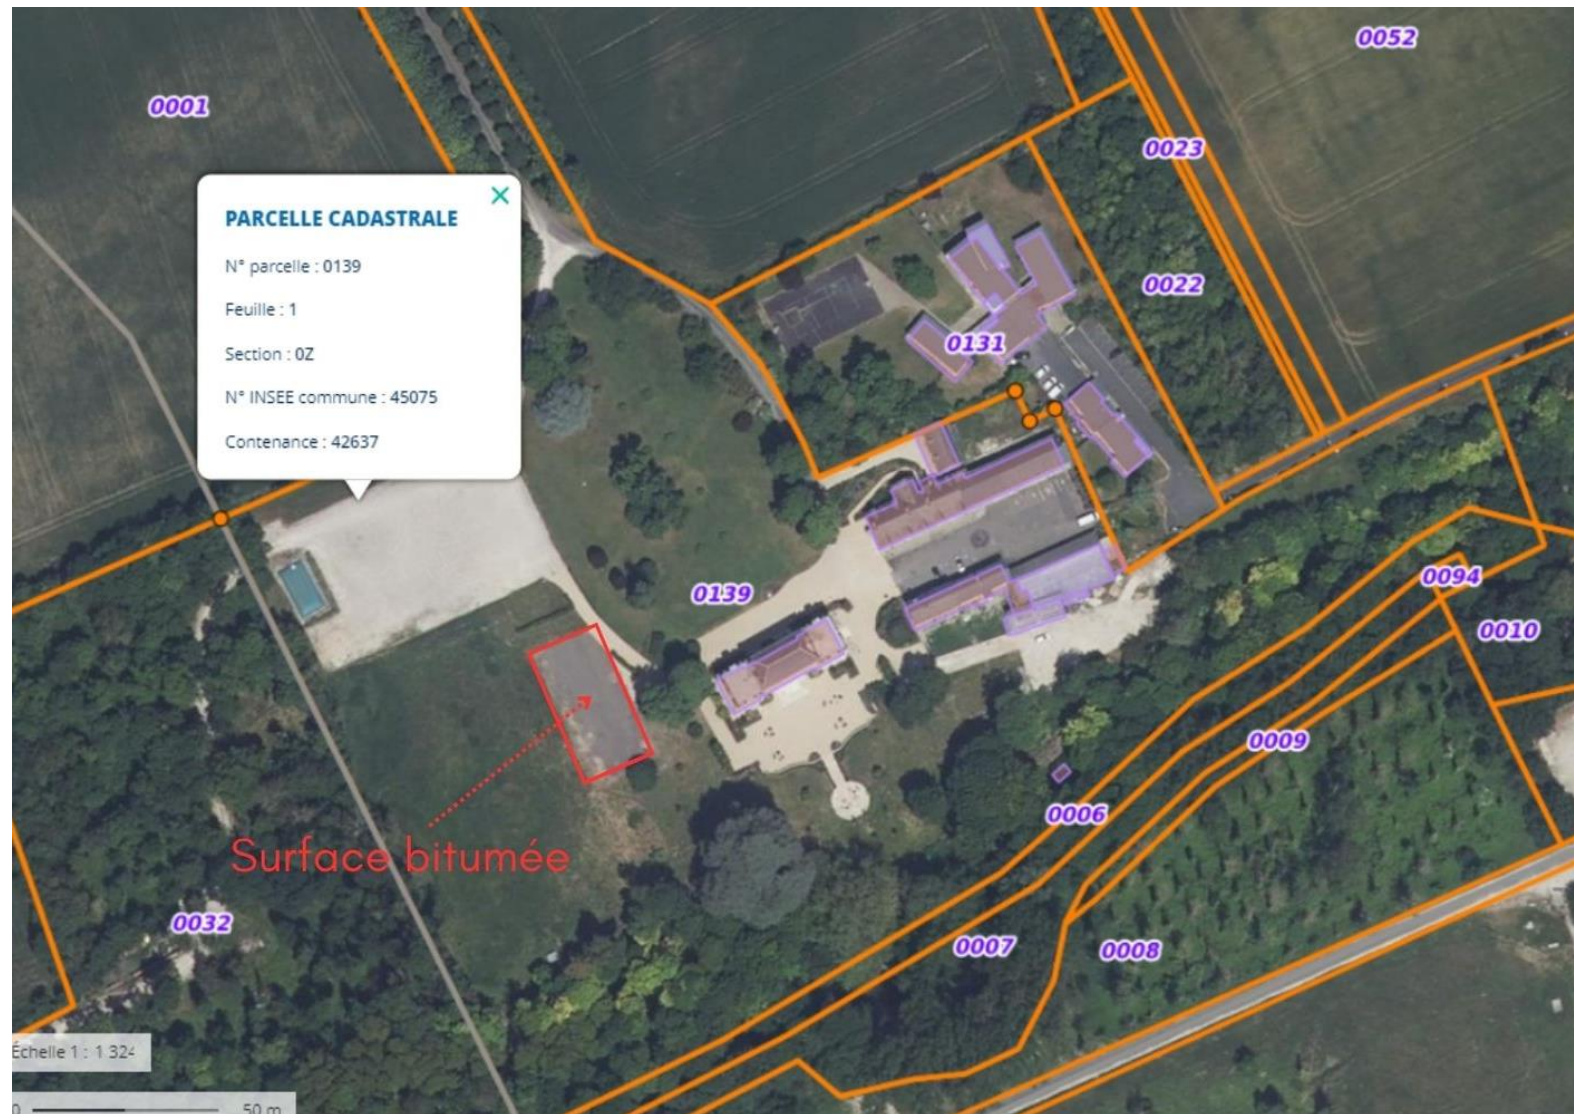 0052
0001
0023
PARCELLE CADASTRALE
N° parcelle : 0139
Feuille : 1
Section : 0Z
N° INSEE commune : 45075
Contenance : 42637
0022
0131
0139
0094
0010
0009
0006
Surface bitumée
0032
0007
0008
Échelle 1 : 1 324
0 50 m